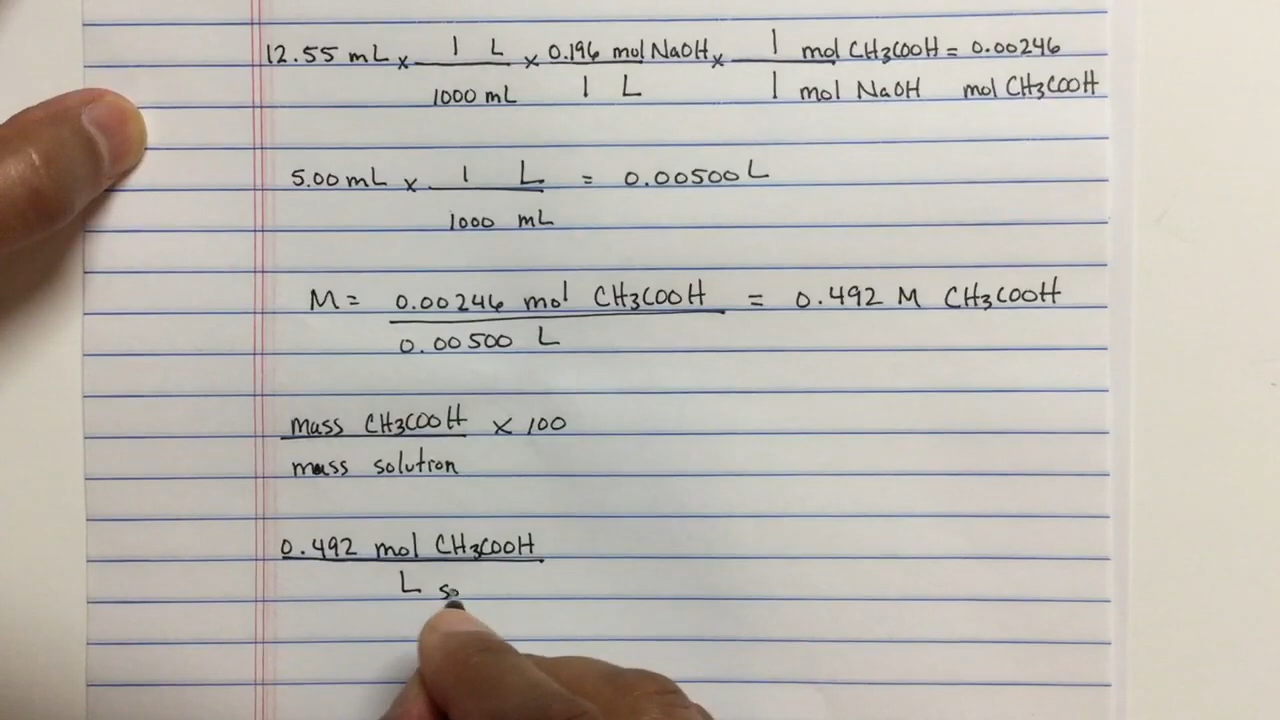 12.55 mL x 1 L x 0.196 mol NaOH x 1 mol CH3COOH = 0.00246
1000 mL 1 L 1 mol NaOH mol CH3COOH
5.00 mL x 1 L = 0.00500 L
1000 mL
M = 0.00246 mol CH3COOH = 0.492 M CH3COOH
0.00500 L
mass CH3COOH x 100
mass solution
0.492 mol CH3COOH
L so